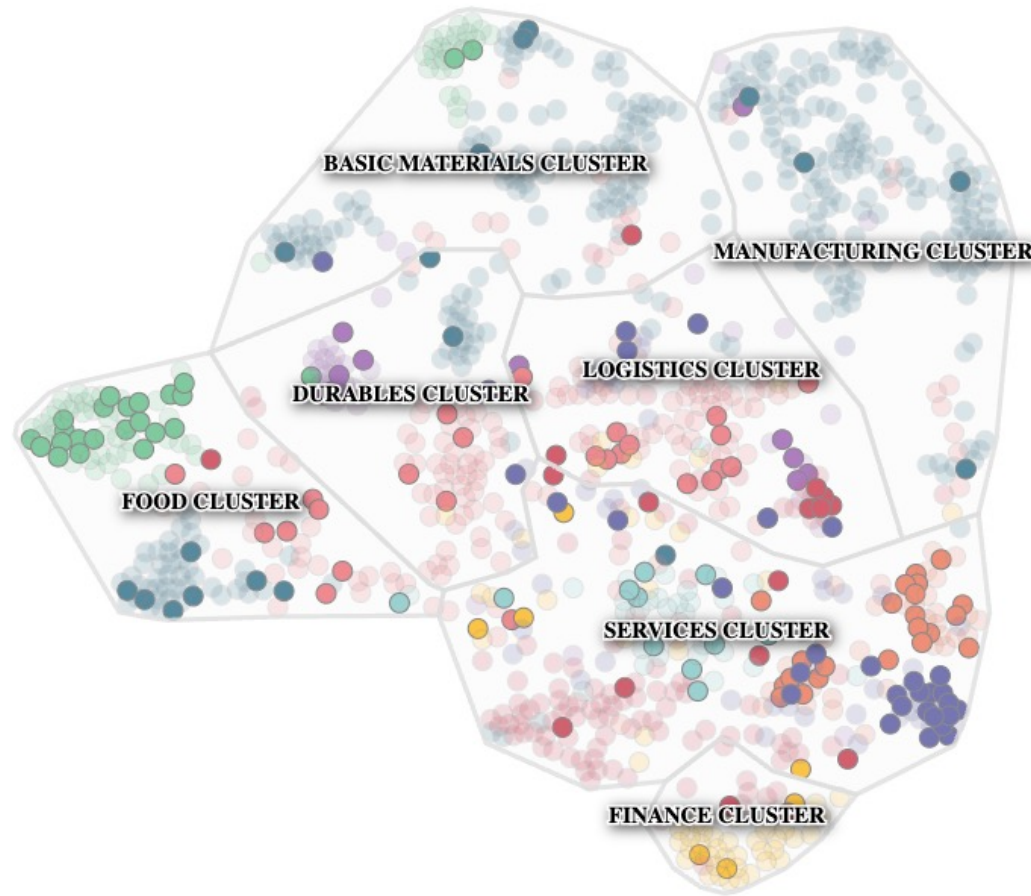 BASIC MATERIALS CLUSTER
MANUFACTURING CLUSTER
LOGISTICS CLUSTER
DURABLES CLUSTER
FOOD CLUSTER
SERVICES CLUSTER
FINANCE CLUSTER